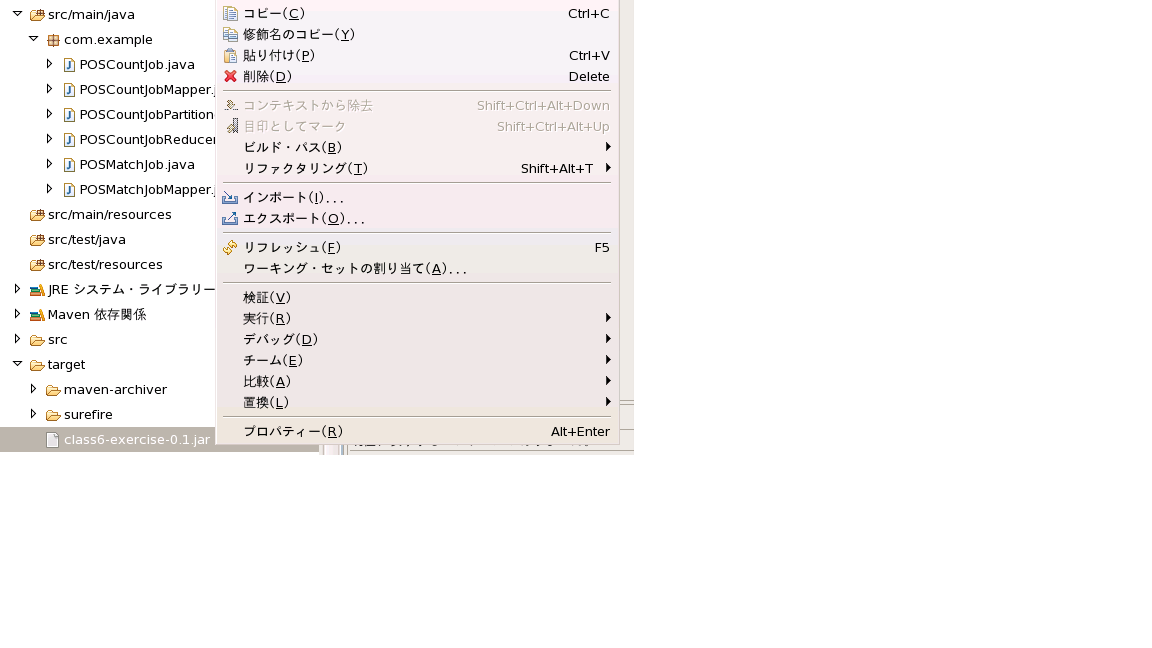 src/main/java
com.example
POSCountJob.java
POSCountJobMapper.j
POSCountJobPartition
POSCountJobReducer
POSMatchJob.java
POSMatchJobMapper.j
src/main/resources
src/test/java
src/test/resources
JRE システム・ライブラリー
Maven 依存関係
src
target
maven-archiver
surefire
class6-exercise-0.1.jar
コピー(C) Ctrl+C
修飾名のコピー(Y)
貼り付け(P) Ctrl+V
削除(D) Delete
コンテキストから除去 Shift+Ctrl+Alt+Down
目印としてマーク Shift+Ctrl+Alt+Up
ビルド・パス(B)
リファクタリング(T) Shift+Alt+T
インポート(I)...
エクスポート(O)...
リフレッシュ(F) F5
ワーキング・セットの割り当て(A)...
検証(V)
実行(R)
デバッグ(D)
チーム(E)
比較(A)
置換(L)
プロパティー(R) Alt+Enter